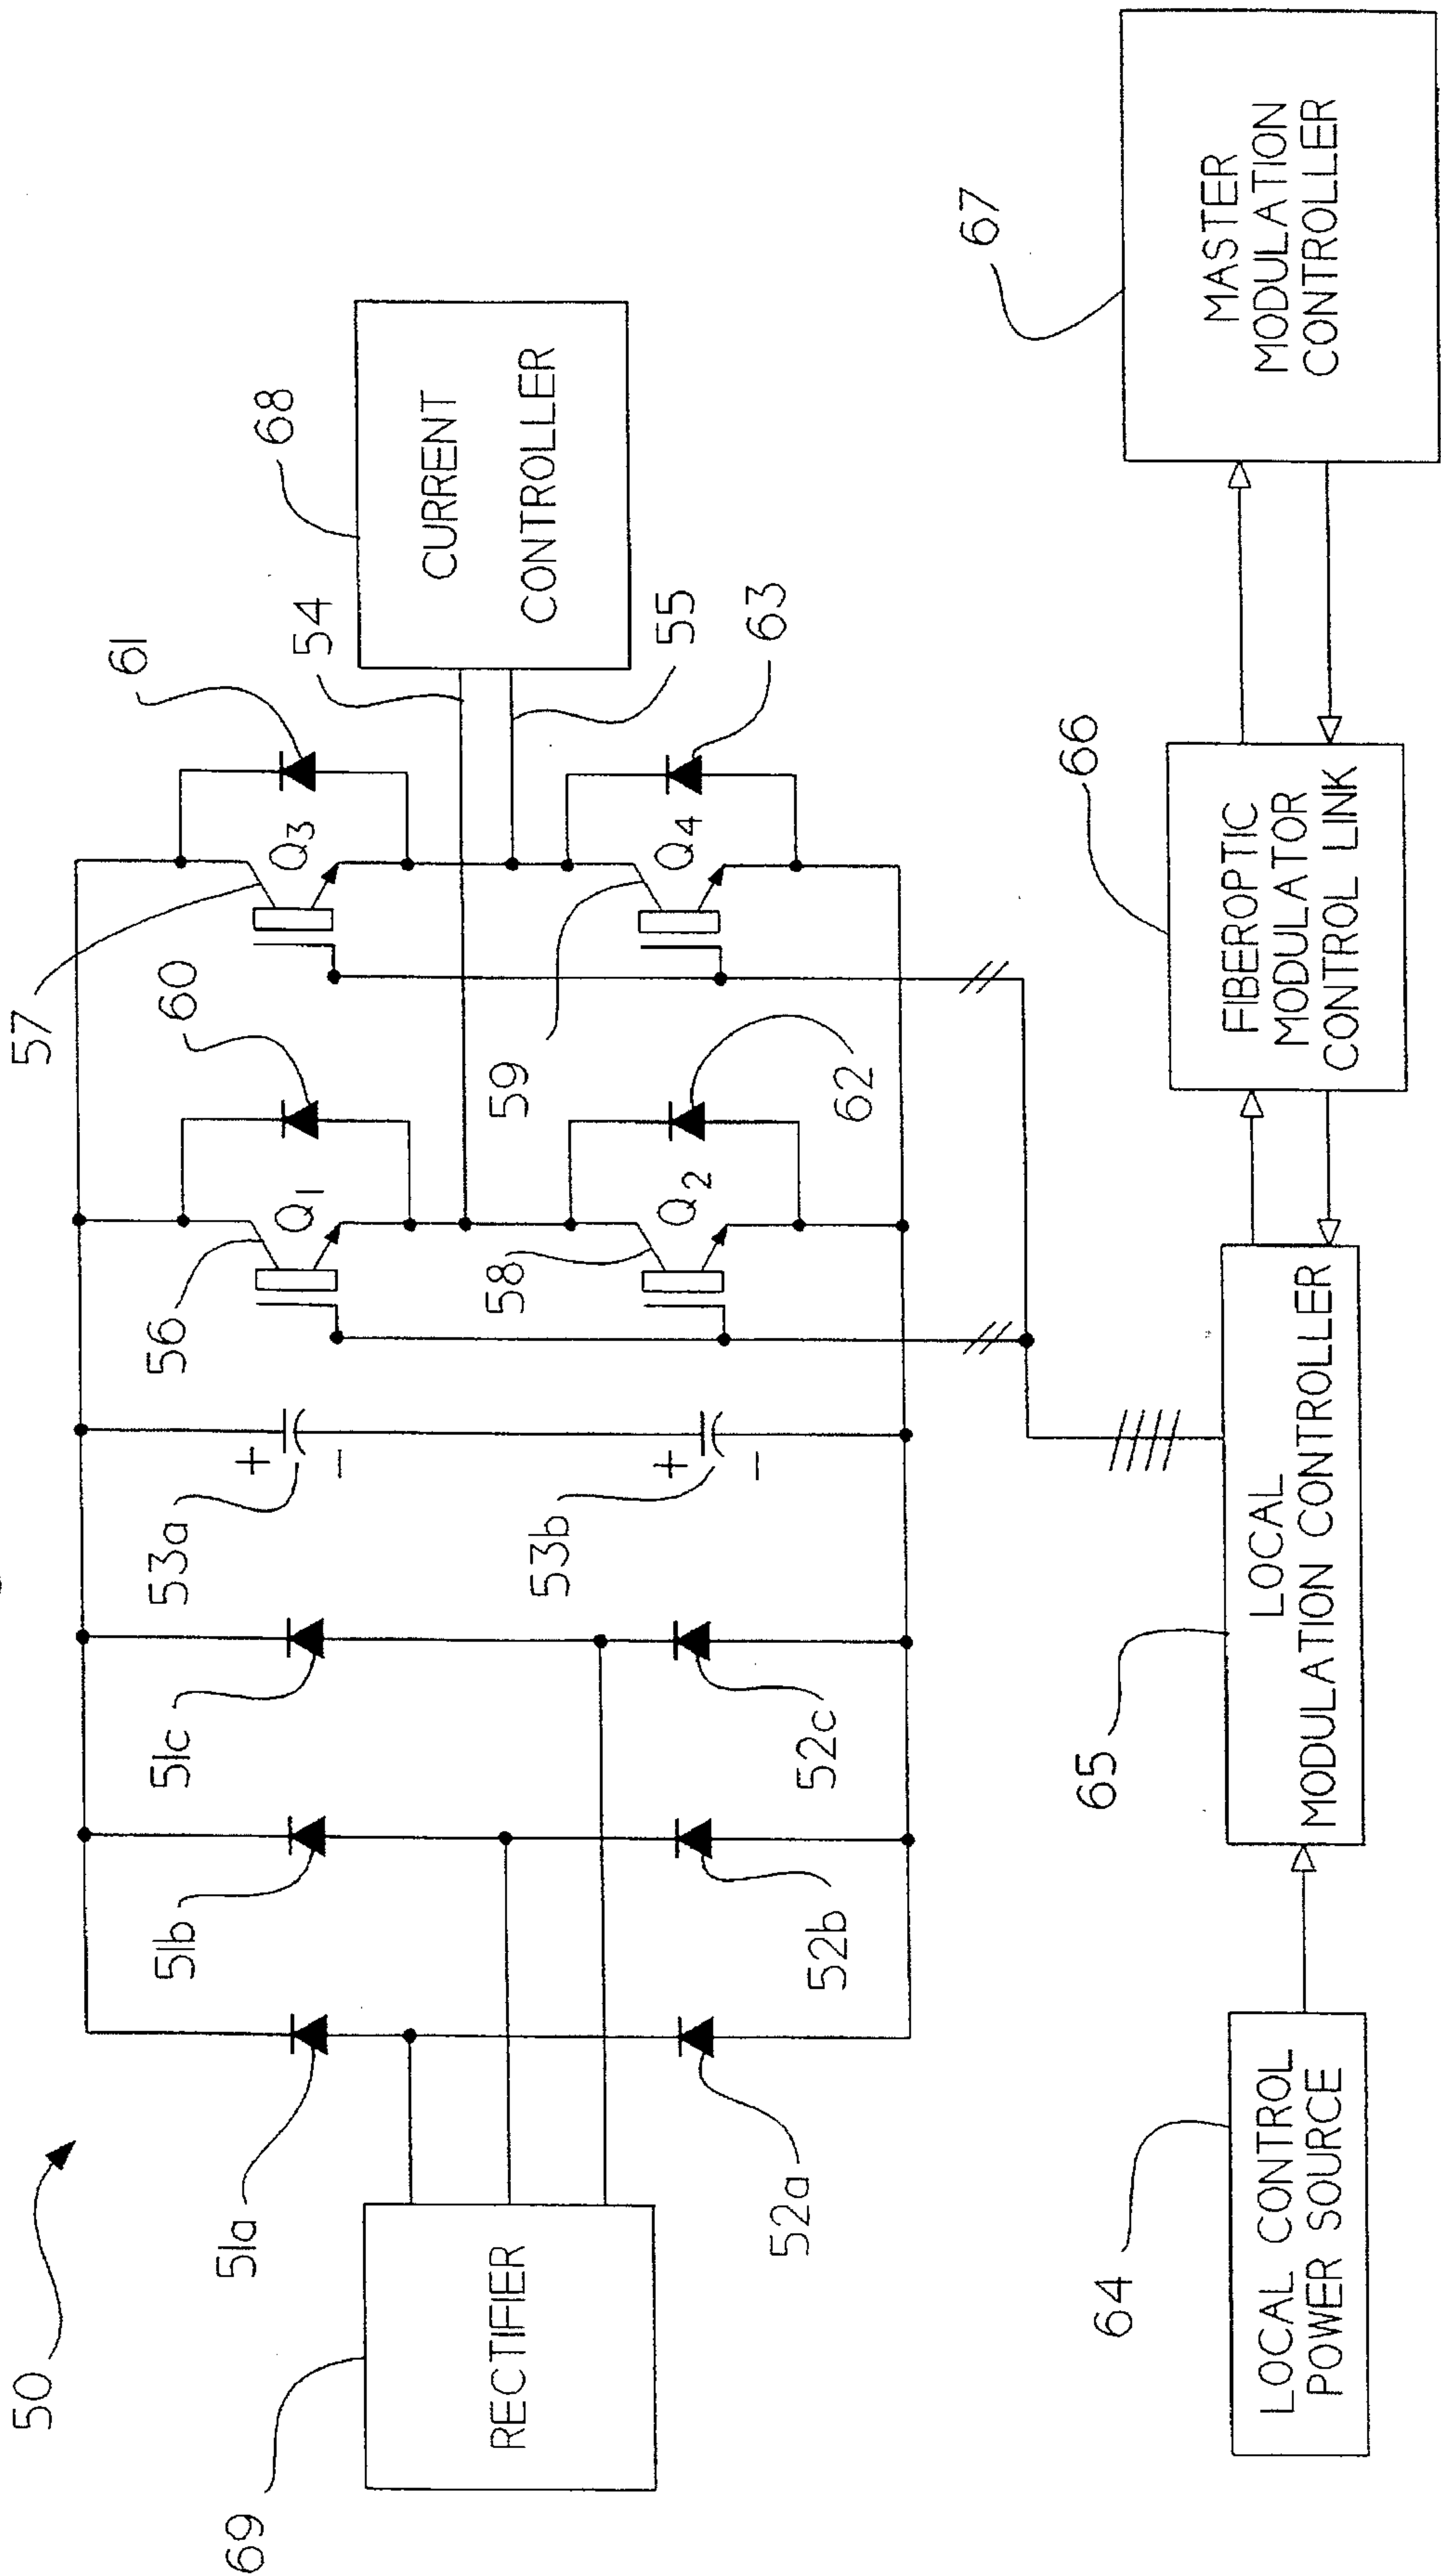 50
61
57
60
68
CURRENT
CONTROLLER
54
55
63
Q3
Q4
59
56
Q1
58
Q2
62
+
−
53a
+
−
53b
51c
52c
51b
52b
51a
52a
69
RECTIFIER
64
LOCAL CONTROL
POWER SOURCE
65
LOCAL
MODULATION CONTROLLER
66
FIBEROPTIC
MODULATOR
CONTROL LINK
67
MASTER
MODULATION
CONTROLLER